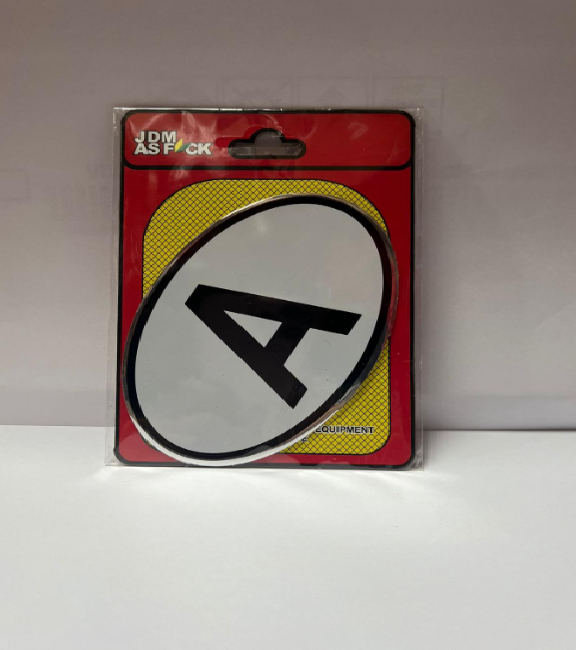 JDM
AS F CK
A
EQUIPMENT